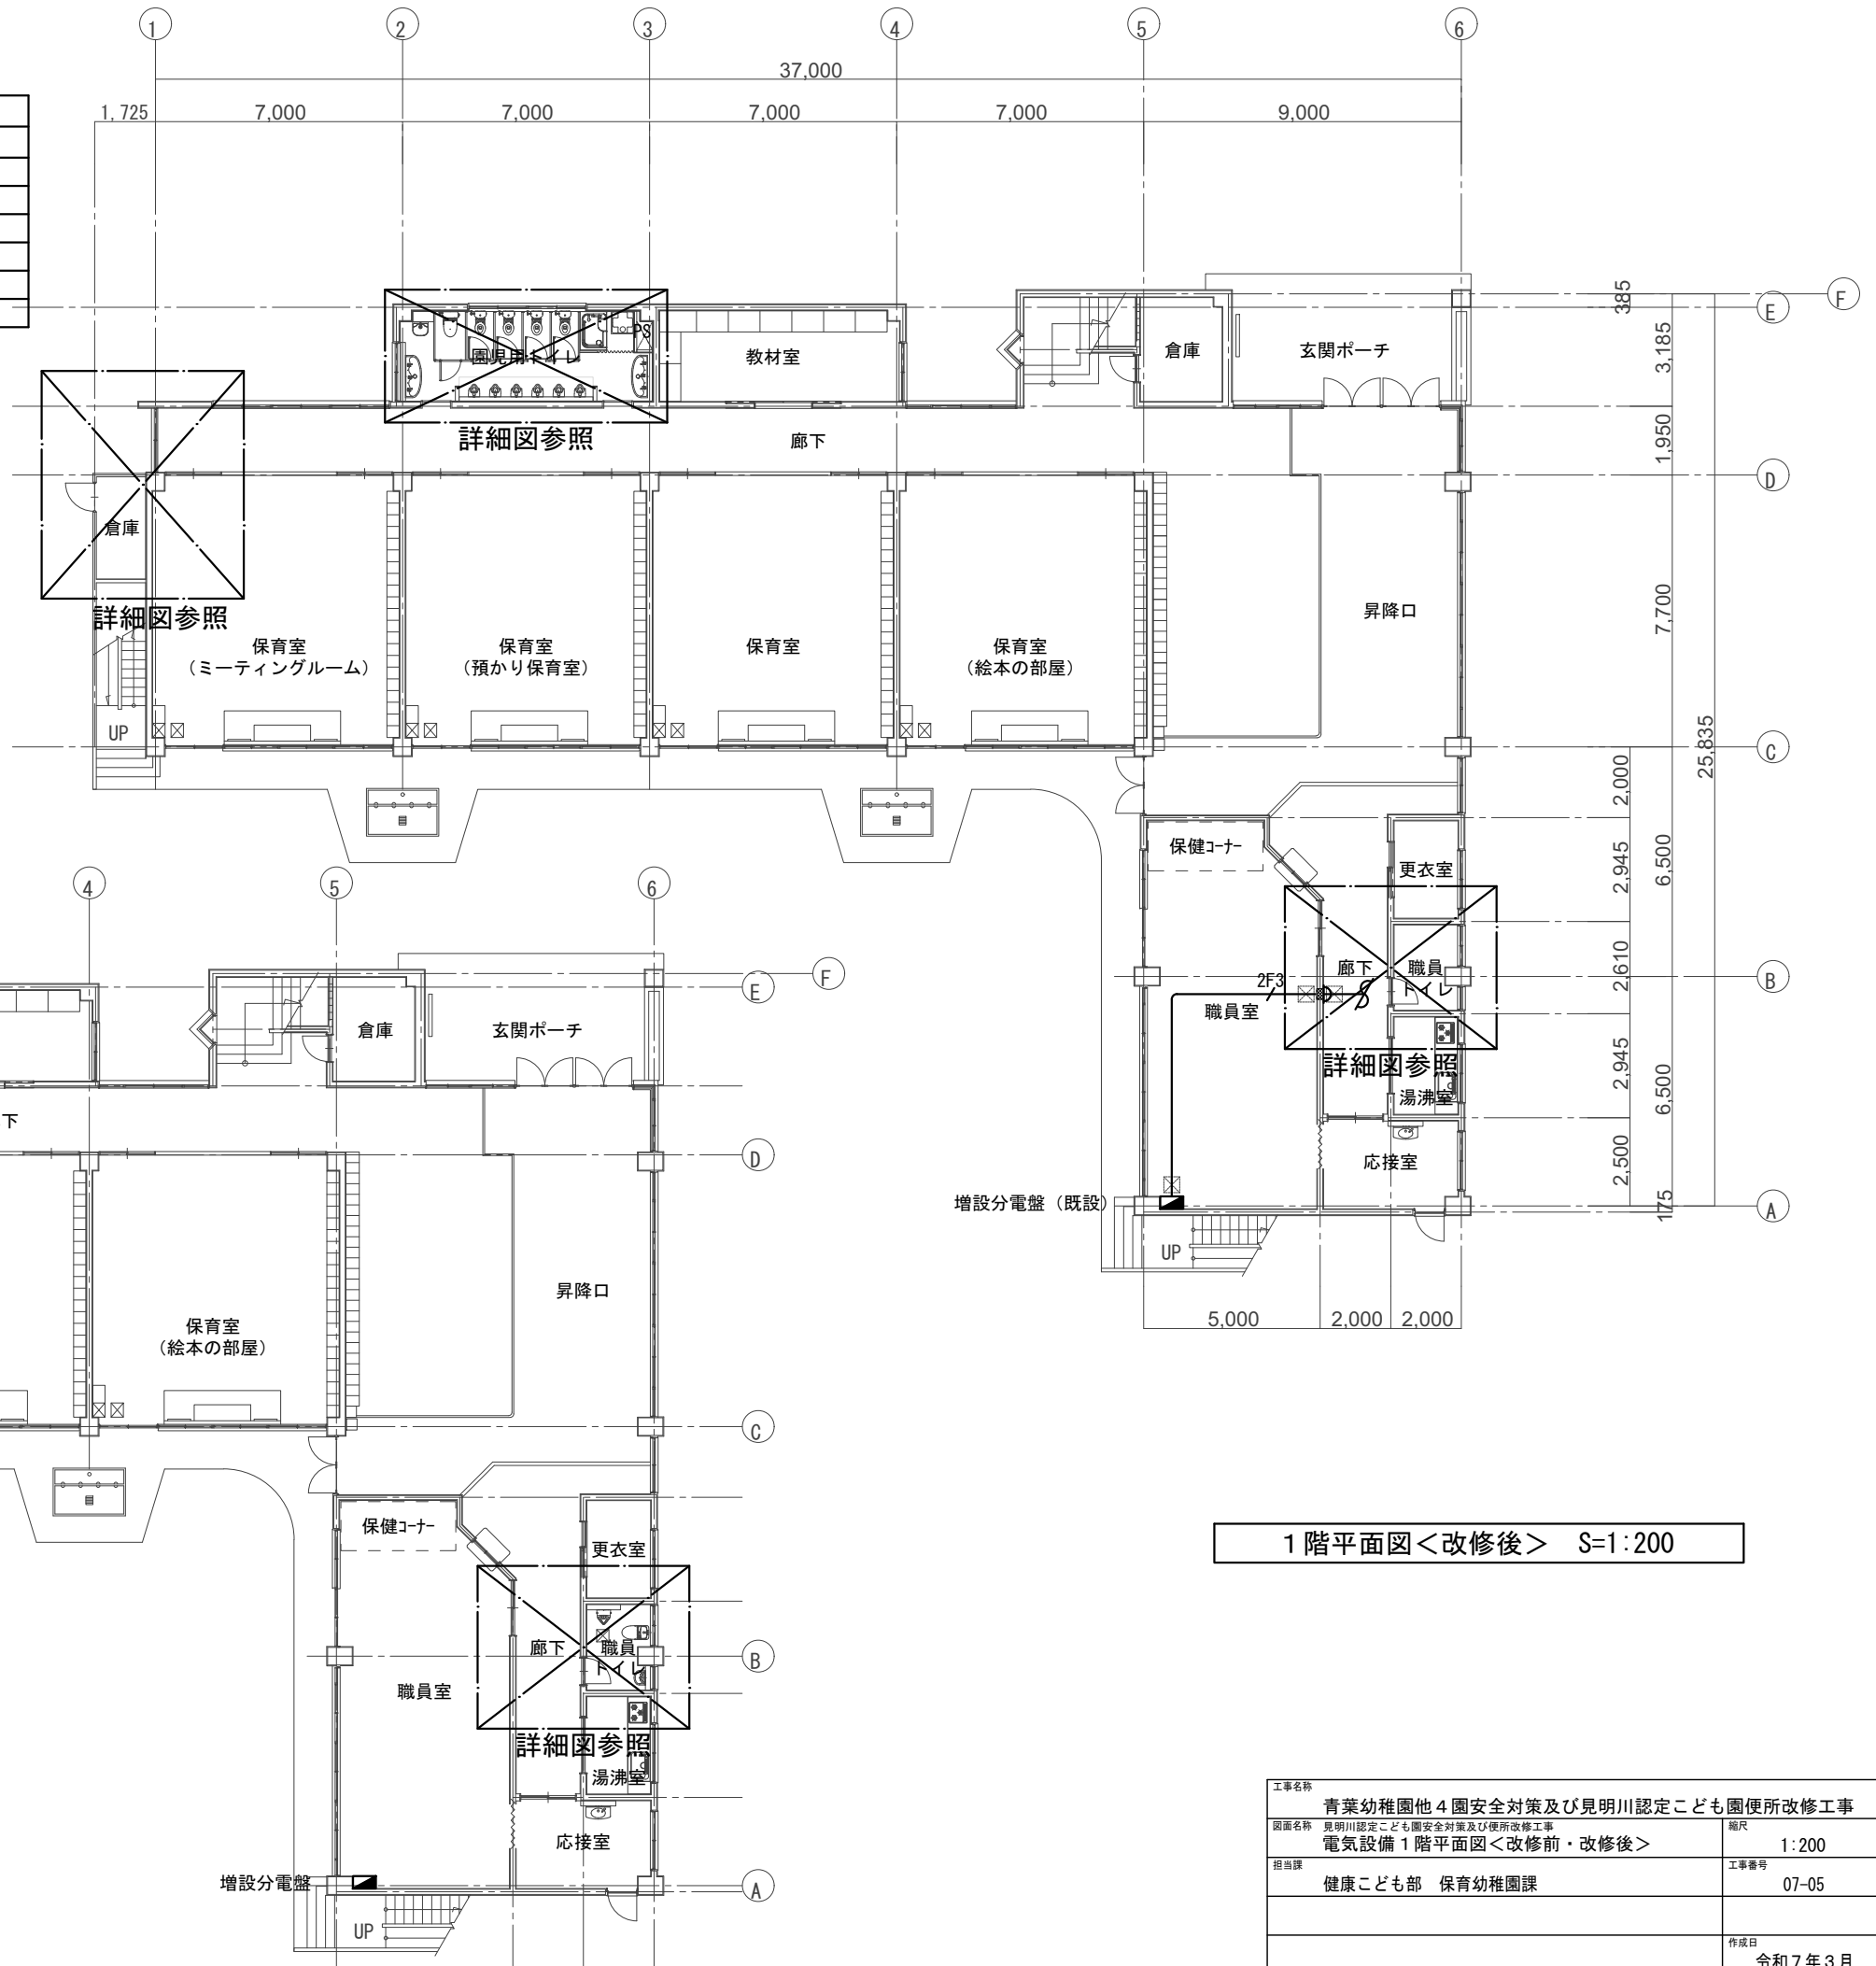 1 2 3 4 5 6
37,000
1,725 7,000 7,000 7,000 7,000 9,000
園児用トイレ
PS
教材室
倉庫
玄関ポーチ
詳細図参照
廊下
倉庫
詳細図参照
保育室
(ミーティングルーム)
保育室
(預かり保育室)
保育室
保育室
(絵本の部屋)
昇降口
UP
385
3,185
1,950
7,700
25,835
2,000
2,945
6,500
2,610
2,945
6,500
2,500
175
F
E
D
C
B
A
保健コーナー
更衣室
2F3
廊下
職員
トイレ
職員室
詳細図参照
湯沸室
応接室
増設分電盤(既設)
UP
5,000 2,000 2,000
4 5 6
F
E
D
C
B
A
倉庫
玄関ポーチ
下
昇降口
保育室
(絵本の部屋)
保健コーナー
更衣室
廊下
職員
トイレ
職員室
詳細図参照
湯沸室
応接室
増設分電盤
UP
1階平面図<改修後> S=1:200
工事名称
青葉幼稚園他4園安全対策及び見明川認定こども園便所改修工事
図面名称 見明川認定こども園安全対策及び便所改修工事
電気設備1階平面図<改修前・改修後>
縮尺
1:200
担当課
健康こども部 保育幼稚園課
工事番号
07-05
作成日
令和7年3月